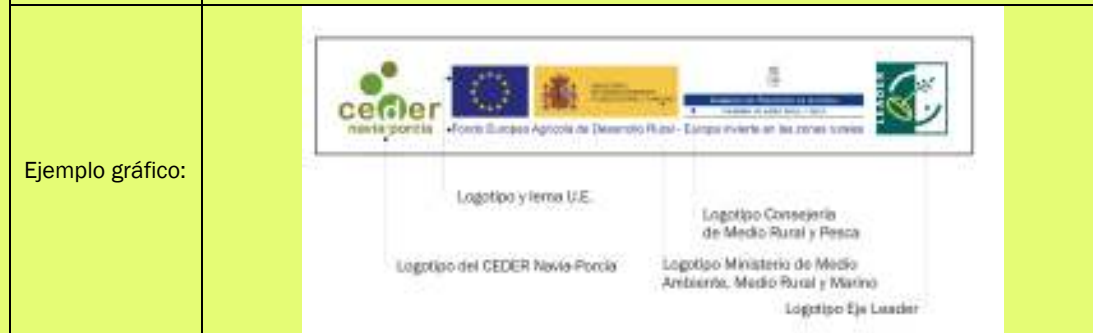 Ejemplo gráfico:
ceder
navia-porcia
LEADER
Fondo Europeo Agrícola de Desarrollo Rural - Europa invierte en las zonas rurales
Logotipo y lema U.E.
Logotipo Consejería
de Medio Rural y Pesca
Logotipo del CEDER Navia-Porcia
Logotipo Ministerio de Medio
Ambiente, Medio Rural y Marino
Logotipo Eje Leader